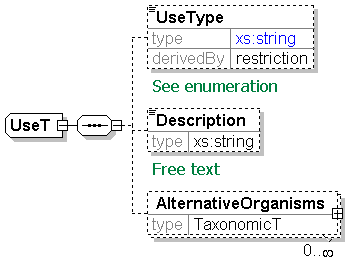 UseType
type xs:string
derivedBy restriction
See enumeration
UseT
Description
type xs:string
Free text
AlternativeOrganisms
type TaxonomicT
0..∞